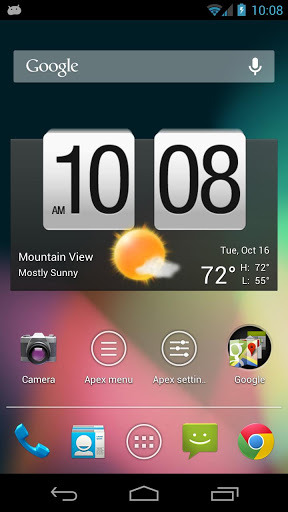 10:08
Google
10 08
AM
Mountain View
Mostly Sunny
Tue, Oct 16
72° H: 72°
L: 55°
Camera
Apex menu
Apex settin..
Google